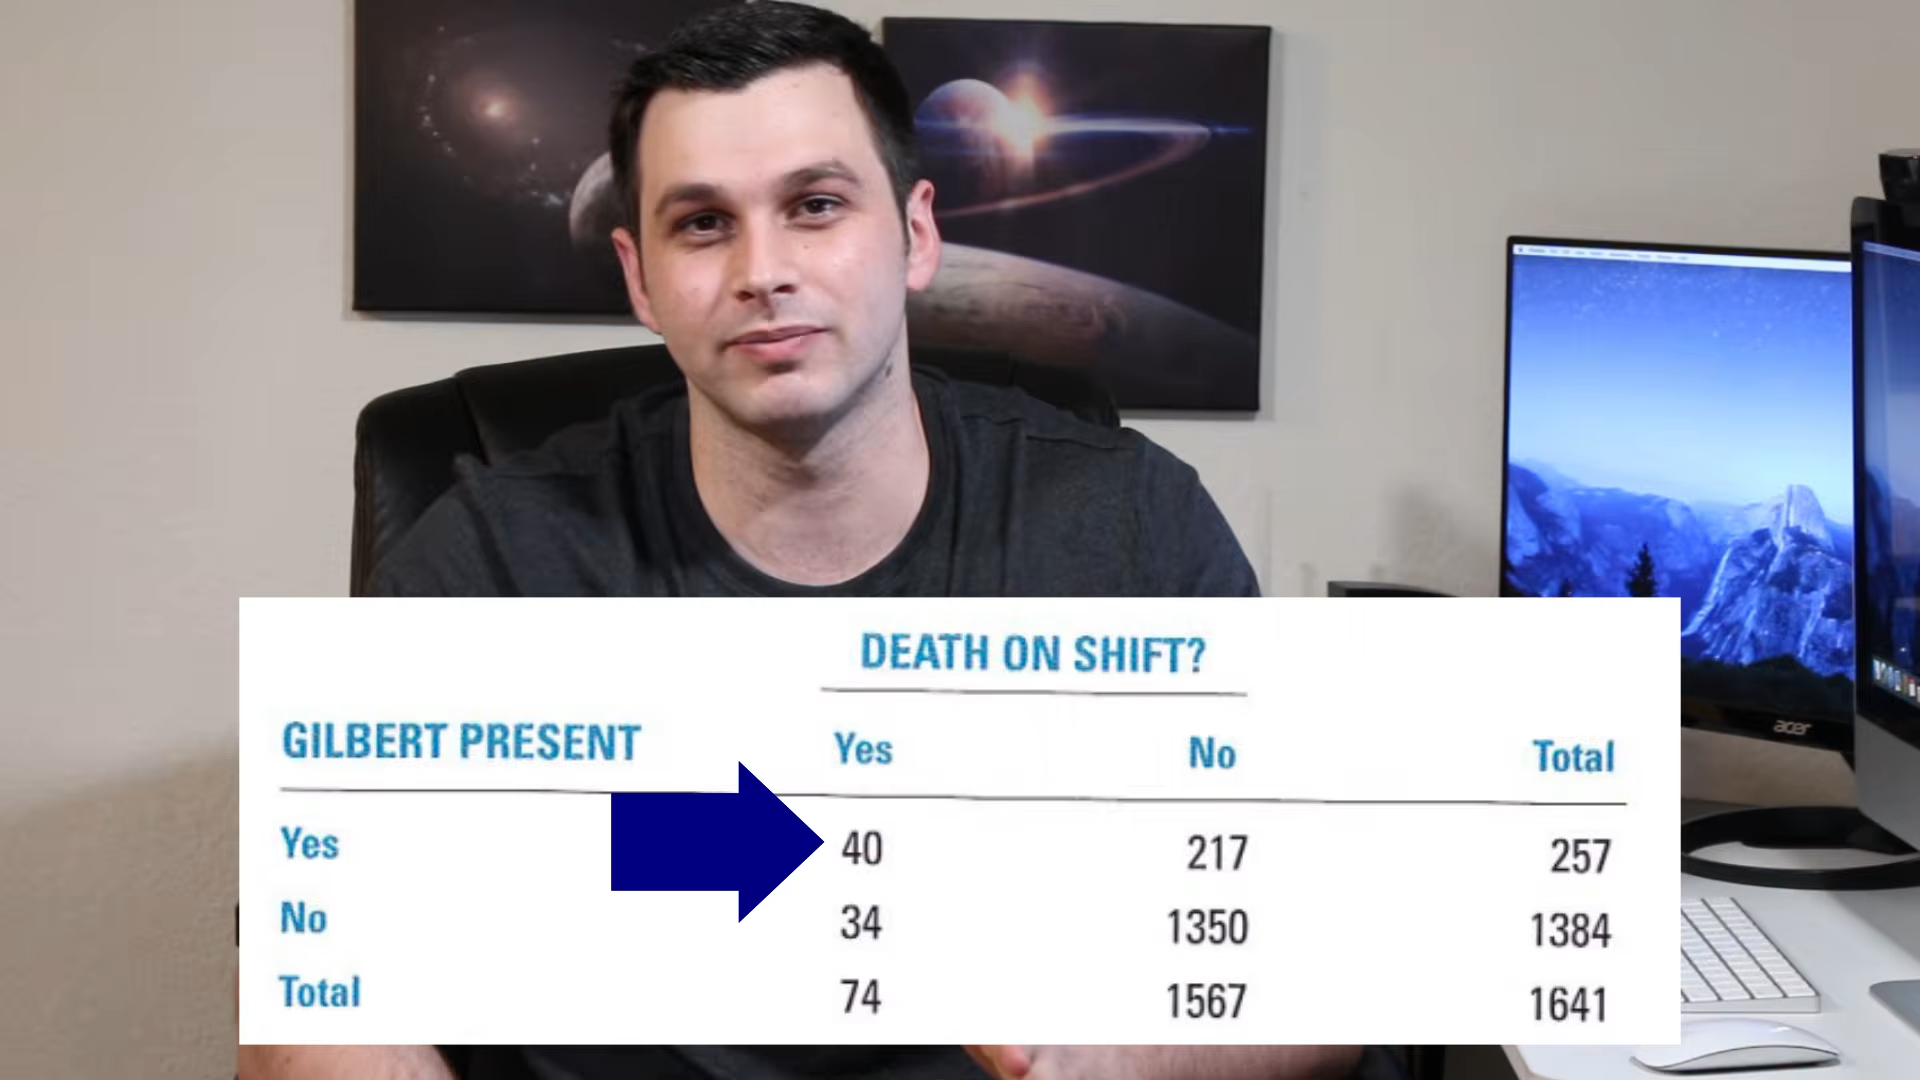 DEATH ON SHIFT?
GILBERT PRESENT Yes No Total
Yes 40 217 257
No 34 1350 1384
Total 74 1567 1641
acer